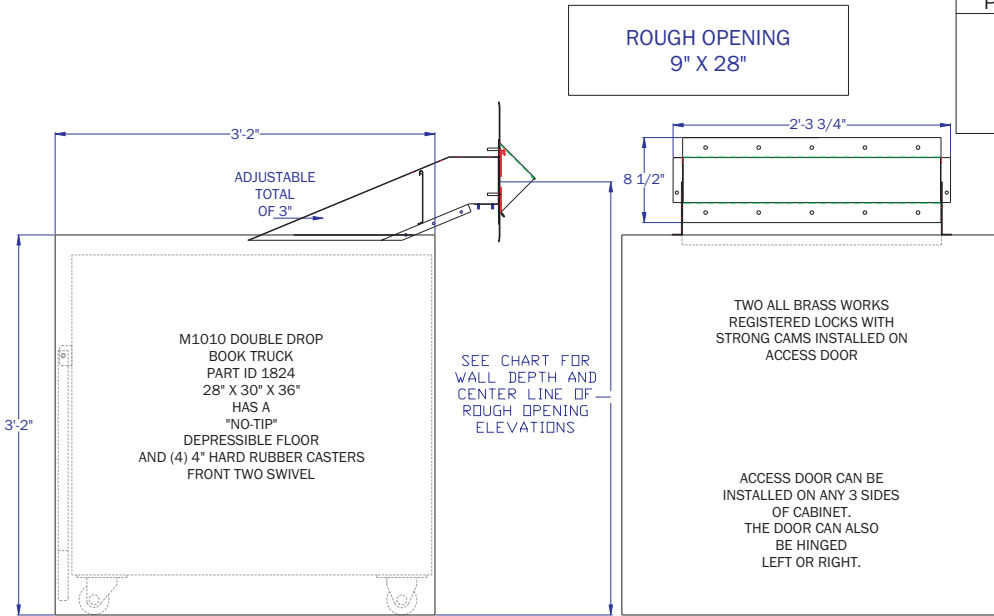 P
ROUGH OPENING
9" X 28"
3'-2"
2'-3 3/4"
ADJUSTABLE
TOTAL
OF 3"
8 1/2"
M1010 DOUBLE DROP
BOOK TRUCK
PART ID 1824
28" X 30" X 36"
HAS A
"NO-TIP"
DEPRESSIBLE FLOOR
AND (4) 4" HARD RUBBER CASTERS
FRONT TWO SWIVEL
3'-2"
SEE CHART FOR
WALL DEPTH AND
CENTER LINE OF
ROUGH OPENING
ELEVATIONS
TWO ALL BRASS WORKS
REGISTERED LOCKS WITH
STRONG CAMS INSTALLED ON
ACCESS DOOR
ACCESS DOOR CAN BE
INSTALLED ON ANY 3 SIDES
OF CABINET.
THE DOOR CAN ALSO
BE HINGED
LEFT OR RIGHT.